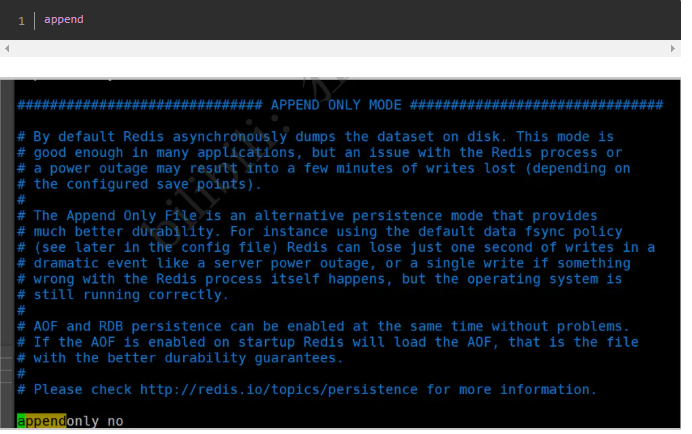 1 append
############################## APPEND ONLY MODE ###############################
# By default Redis asynchronously dumps the dataset on disk. This mode is
# good enough in many applications, but an issue with the Redis process or
# a power outage may result into a few minutes of writes lost (depending on
# the configured save points).
#
# The Append Only File is an alternative persistence mode that provides
# much better durability. For instance using the default data fsync policy
# (see later in the config file) Redis can lose just one second of writes in a
# dramatic event like a server power outage, or a single write if something
# wrong with the Redis process itself happens, but the operating system is
# still running correctly.
#
# AOF and RDB persistence can be enabled at the same time without problems.
# If the AOF is enabled on startup Redis will load the AOF, that is the file
# with the better durability guarantees.
#
# Please check http://redis.io/topics/persistence for more information.
appendonly no
bilibili: